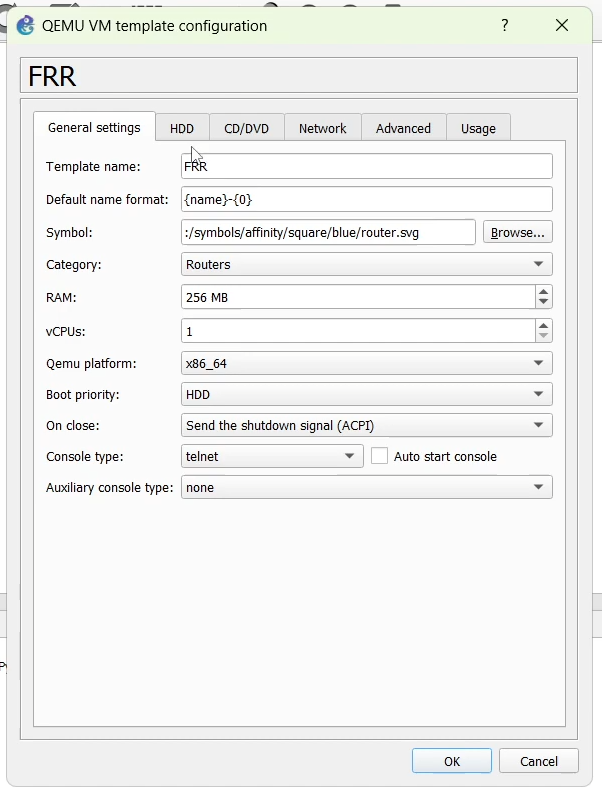 QEMU VM template configuration ?
FRR
General settings HDD CD/DVD Network Advanced Usage
Template name: FRR
Default name format: {name}-{0}
Symbol: :/symbols/affinity/square/blue/router.svg Browse...
Category: Routers
RAM: 256 MB
vCPUs: 1
Qemu platform: x86_64
Boot priority: HDD
On close: Send the shutdown signal (ACPI)
Console type: telnet Auto start console
Auxiliary console type: none
OK Cancel